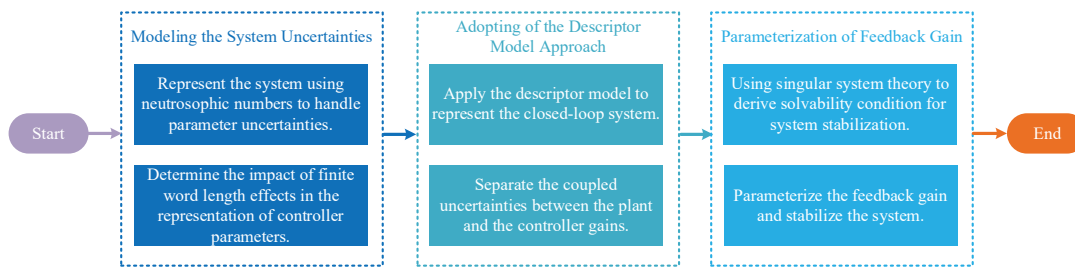 Start
Modeling the System Uncertainties
Represent the system using
neutrosophic numbers to handle
parameter uncertainties.
Determine the impact of finite
word length effects in the
representation of controller
parameters.
Adopting of the Descriptor
Model Approach
Apply the descriptor model to
represent the closed-loop system.
Separate the coupled
uncertainties between the plant
and the controller gains.
Parameterization of Feedback Gain
Using singular system theory to
derive solvability condition for
system stabilization.
Parameterize the feedback gain
and stabilize the system.
End